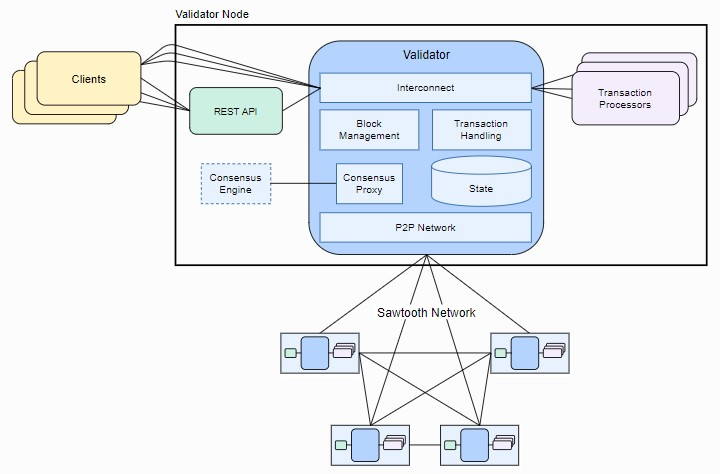 Validator Node
Validator
Clients
Interconnect
REST API
Transaction
Processors
Block
Management
Transaction
Handling
Consensus
Engine
Consensus
Proxy
State
P2P Network
Sawtooth Network